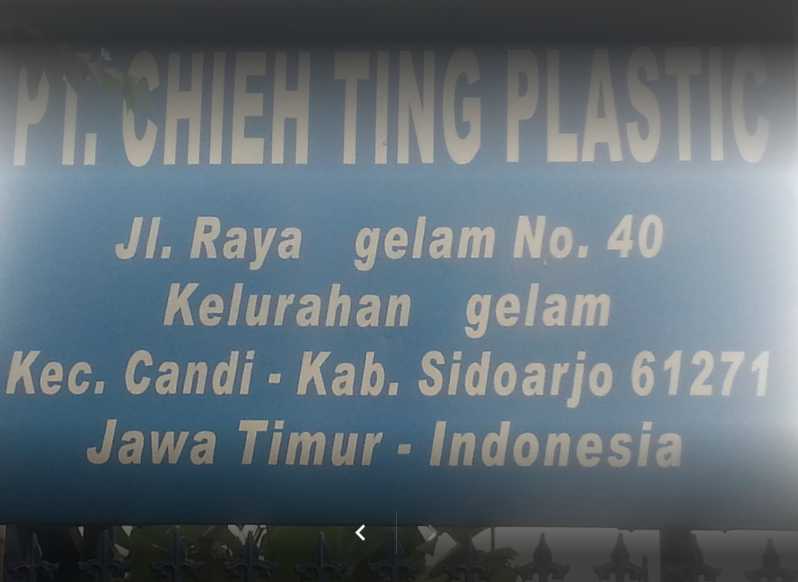 PT. CHIEH TING PLASTIC
Jl. Raya gelam No. 40
Kelurahan gelam
Kec. Candi - Kab. Sidoarjo 61271
Jawa Timur - Indonesia